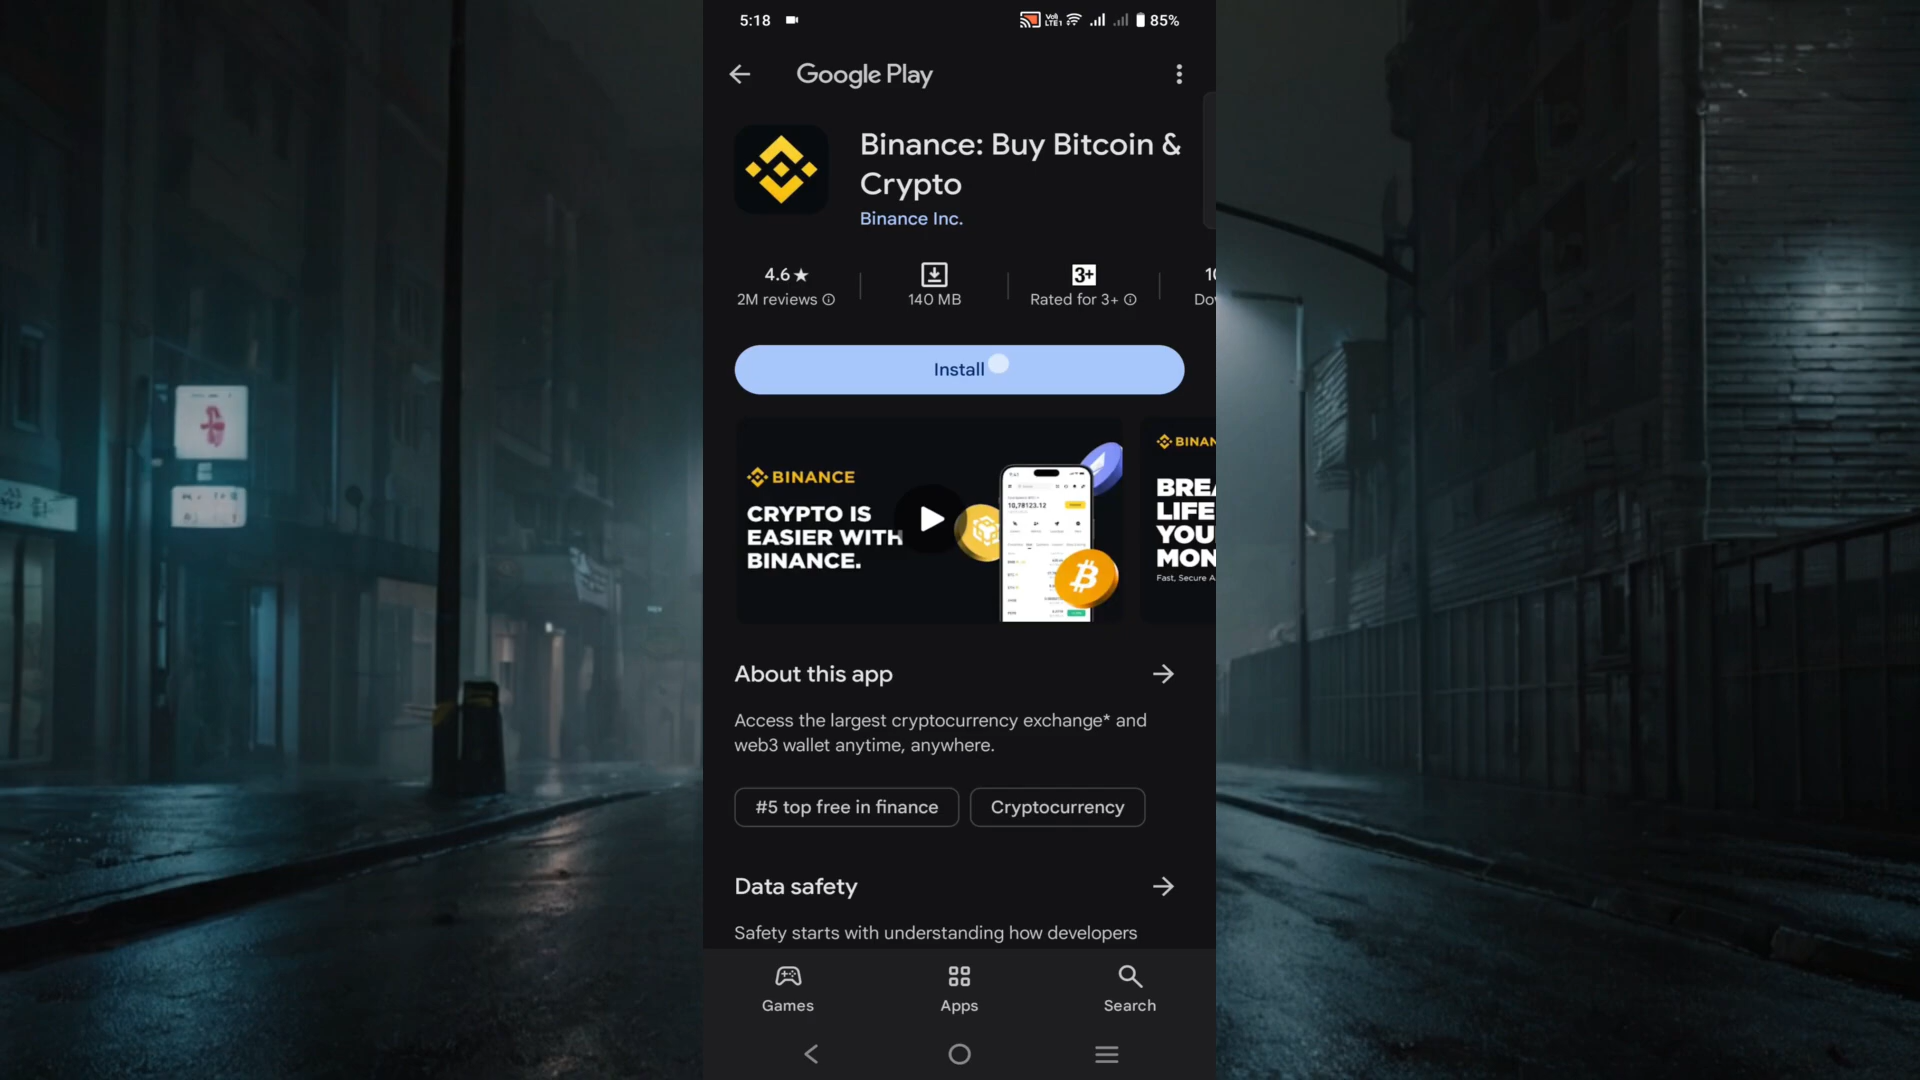 5:18
85%
Google Play
Binance: Buy Bitcoin &
Crypto
Binance Inc.
4.6★
2M reviews
140 MB
3+
Rated for 3+
Install
BINANCE
CRYPTO IS
EASIER WITH
BINANCE.
10,78123.12
BINAN
BREA
LIFE
YOU
MON
Fast, Secure A
About this app
Access the largest cryptocurrency exchange* and
web3 wallet anytime, anywhere.
#5 top free in finance
Cryptocurrency
Data safety
Safety starts with understanding how developers
Games
Apps
Search